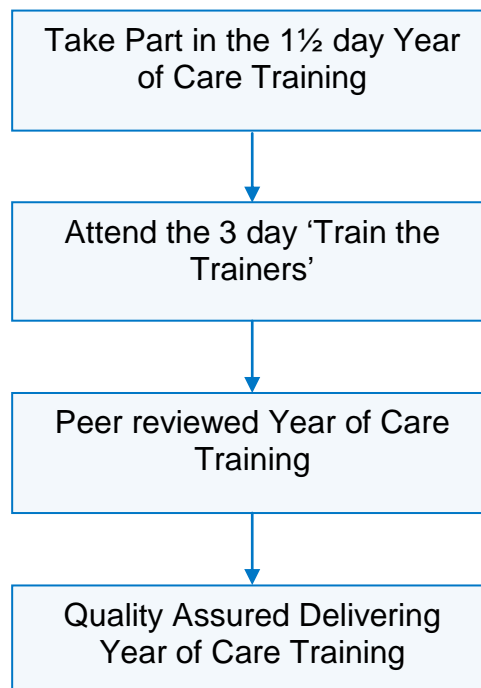 Take Part in the 1½ day Year
of Care Training
Attend the 3 day ‘Train the
Trainers’
Peer reviewed Year of Care
Training
Quality Assured Delivering
Year of Care Training